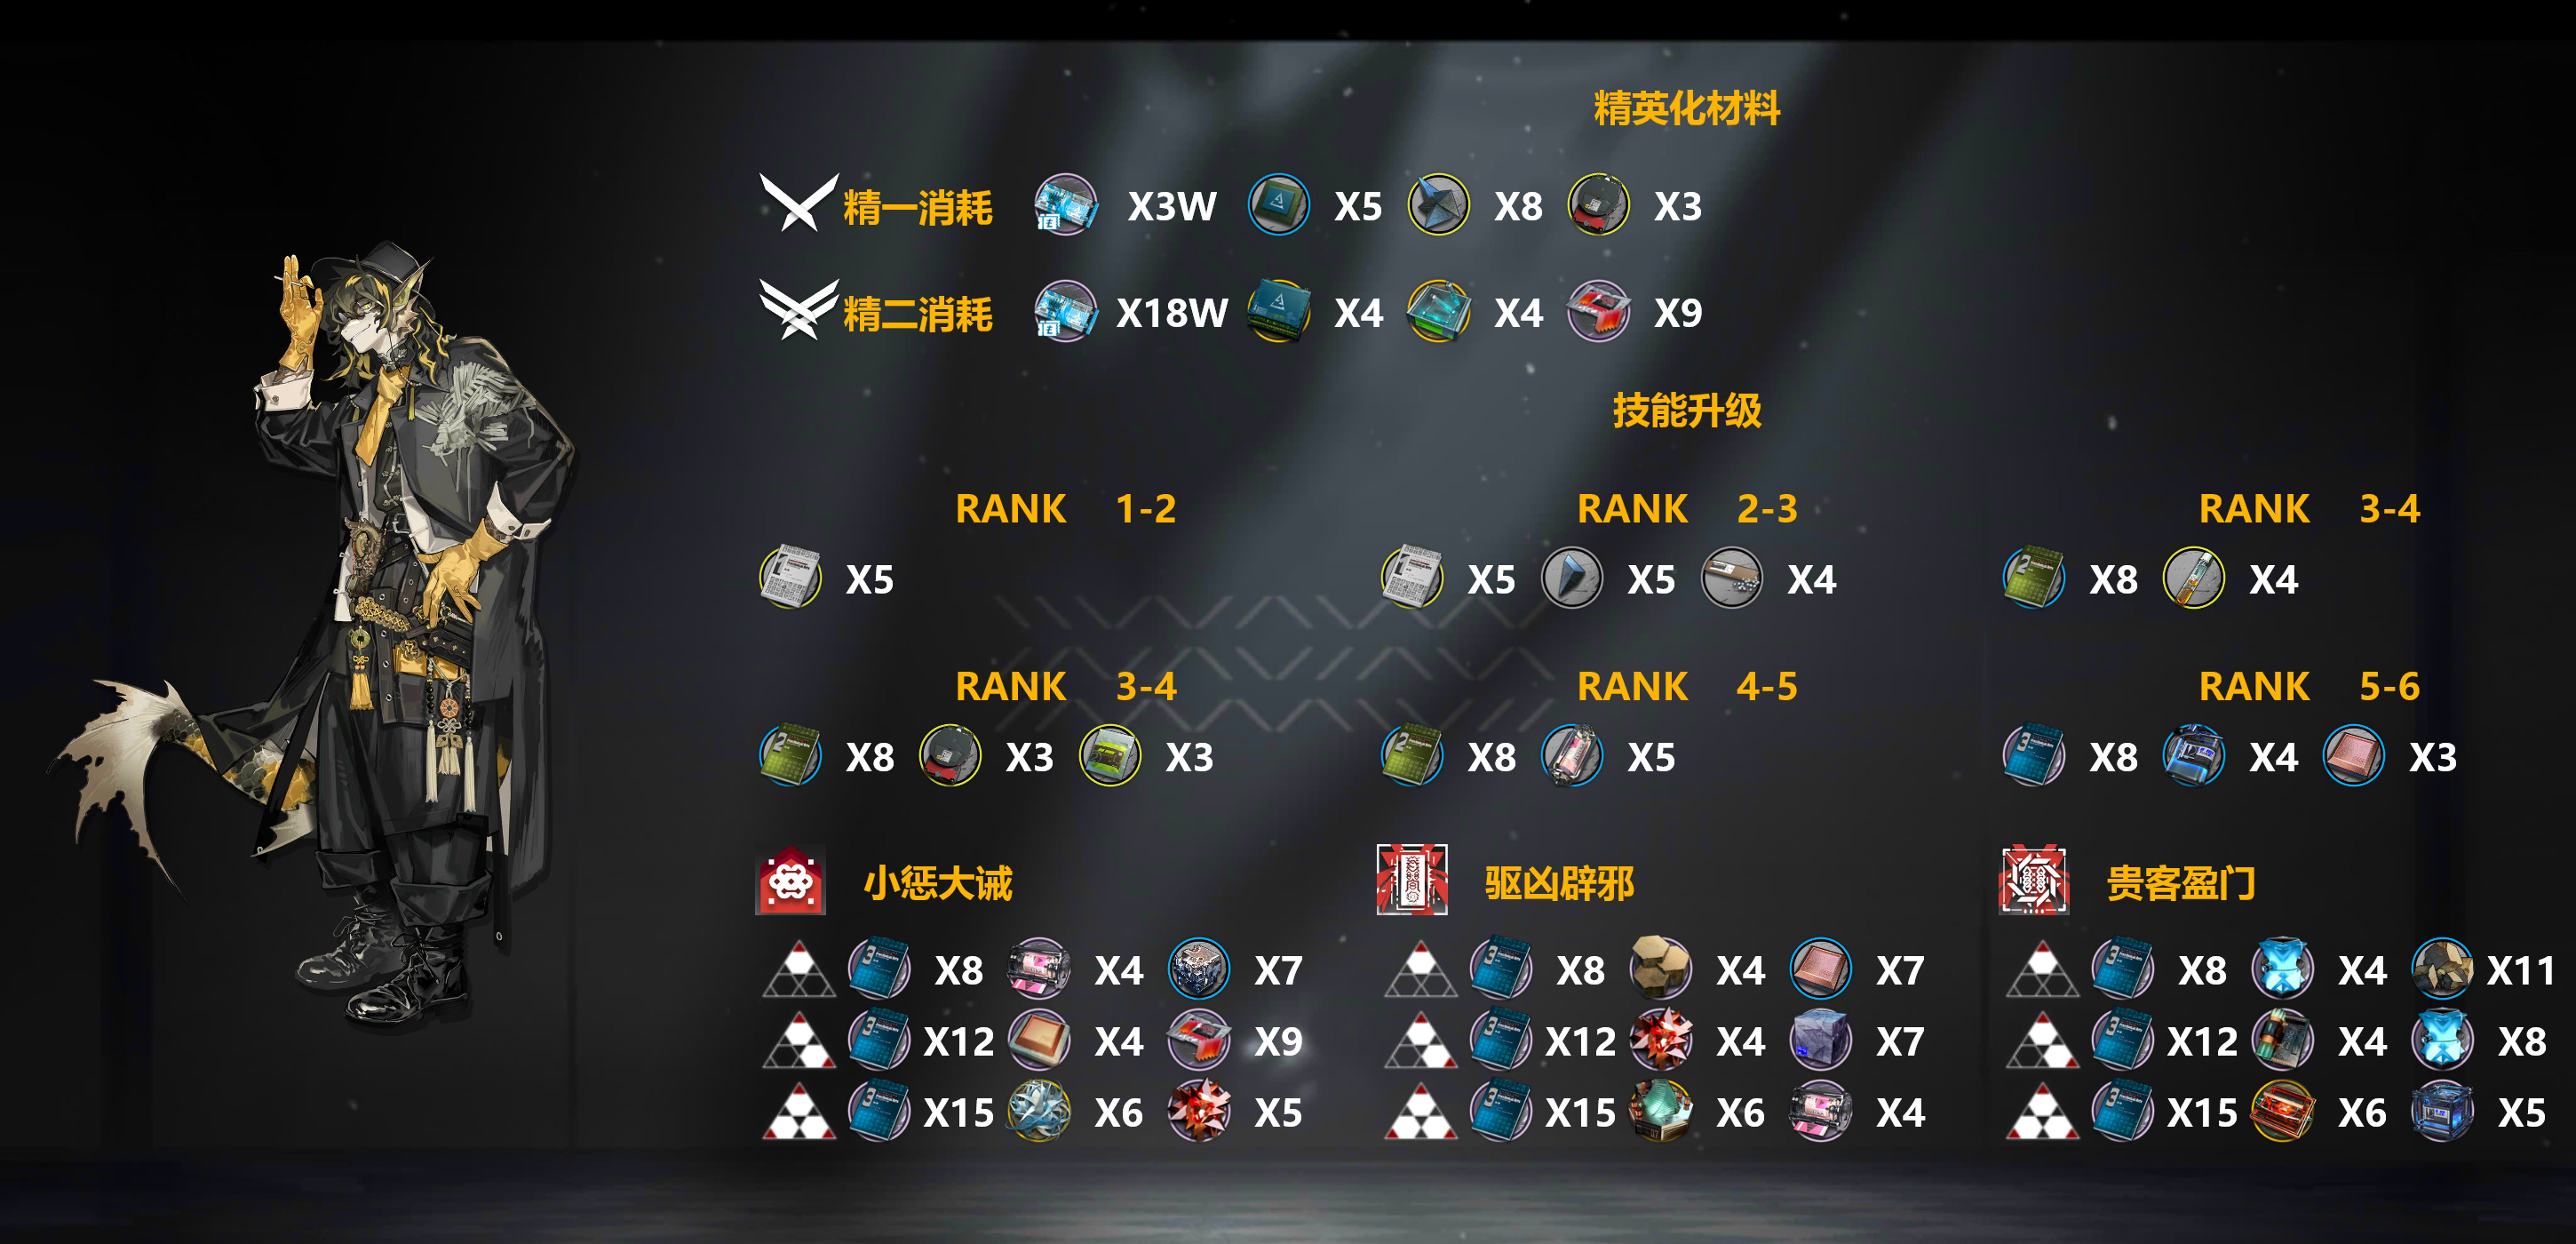 精英化材料
精一消耗 X3W X5 X8 X3
精二消耗 X18W X4 X4 X9
技能升级
RANK 1-2 RANK 2-3 RANK 3-4
X5 X5 X5 X4 X8 X4
RANK 3-4 RANK 4-5 RANK 5-6
X8 X3 X3 X8 X5 X8 X4 X3
小惩大诫 驱凶辟邪 贵客盈门
X8 X4 X7 X8 X4 X7 X8 X4 X11
X12 X4 X9 X12 X4 X7 X12 X4 X8
X15 X6 X5 X15 X6 X4 X15 X6 X5